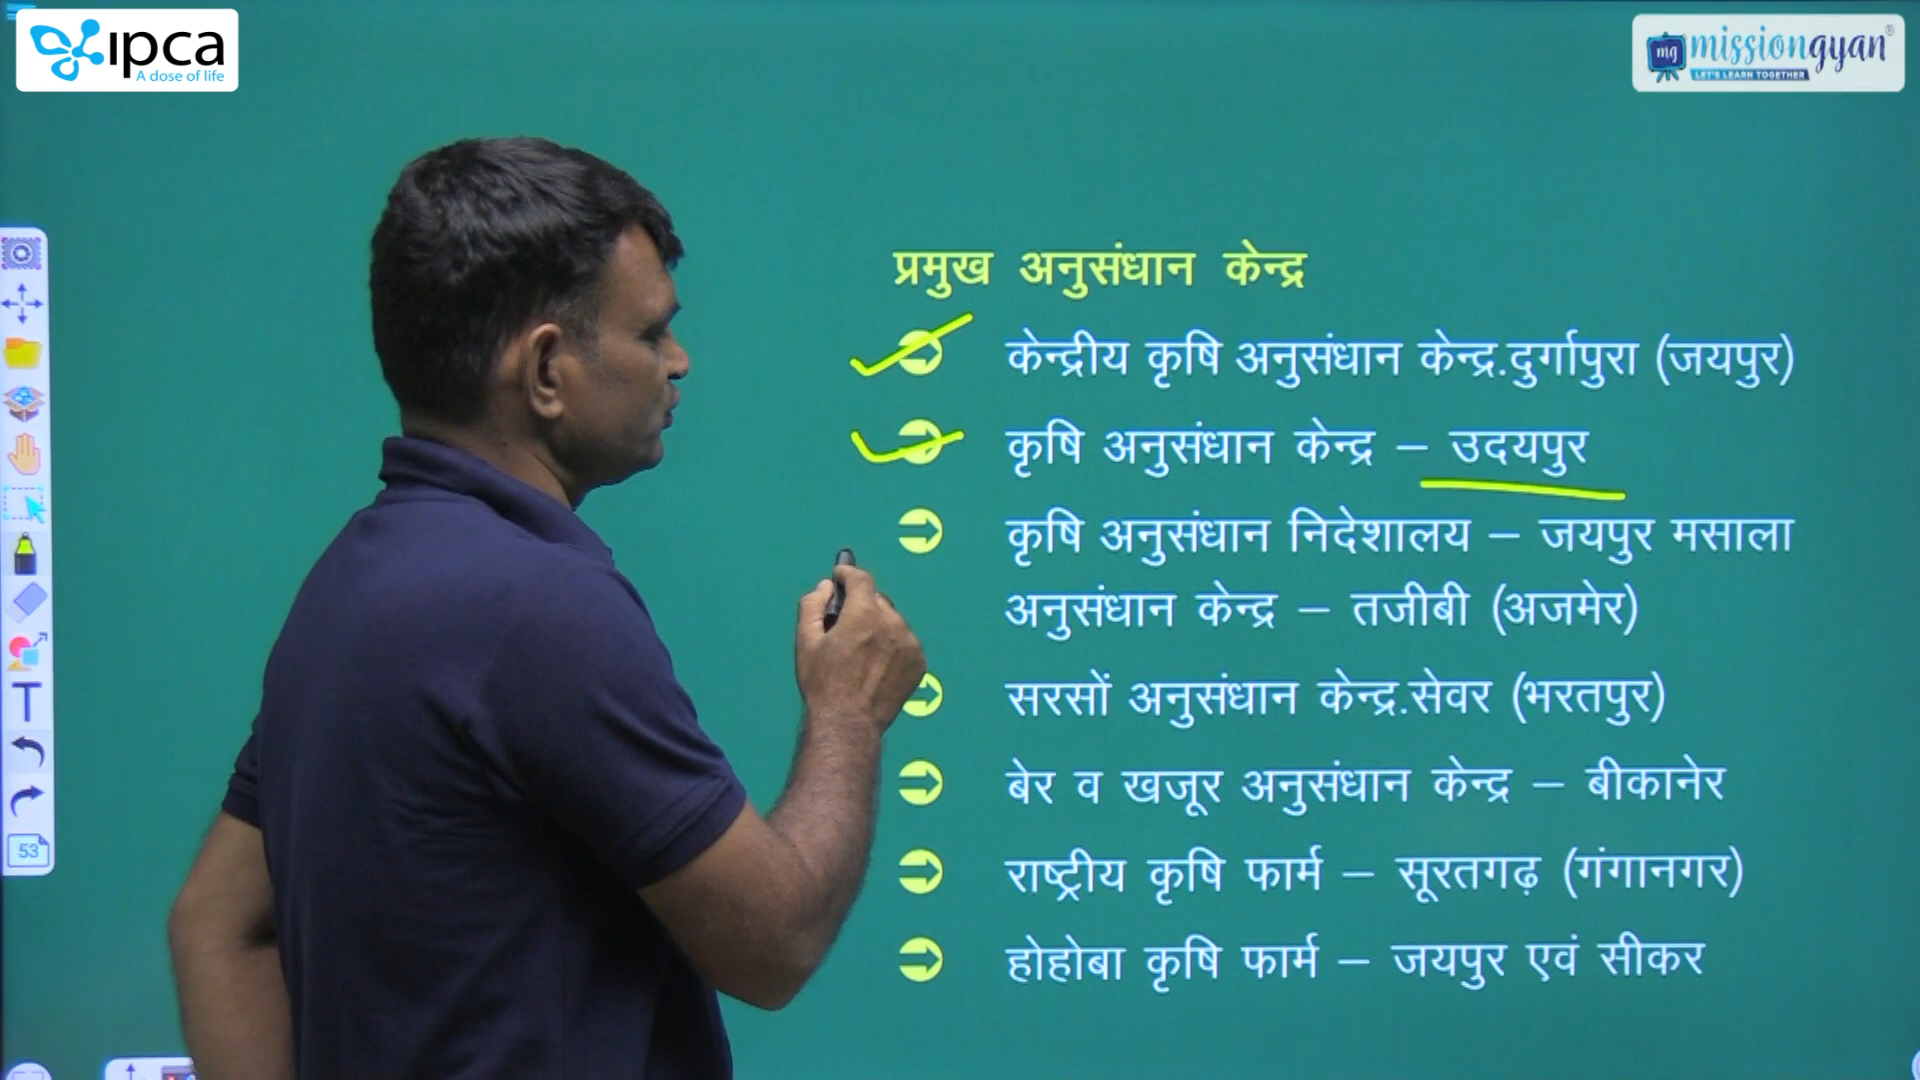 ipca
A dose of life
mg missiongyan®
LET'S LEARN TOGETHER
प्रमुख अनुसंधान केन्द्र
केन्द्रीय कृषि अनुसंधान केन्द्र.दुर्गापुरा (जयपुर)
कृषि अनुसंधान केन्द्र – उदयपुर
कृषि अनुसंधान निदेशालय – जयपुर मसाला
अनुसंधान केन्द्र – तजीबी (अजमेर)
सरसों अनुसंधान केन्द्र.सेवर (भरतपुर)
बेर व खजूर अनुसंधान केन्द्र – बीकानेर
राष्ट्रीय कृषि फार्म – सूरतगढ़ (गंगानगर)
होहोबा कृषि फार्म – जयपुर एवं सीकर
T
53